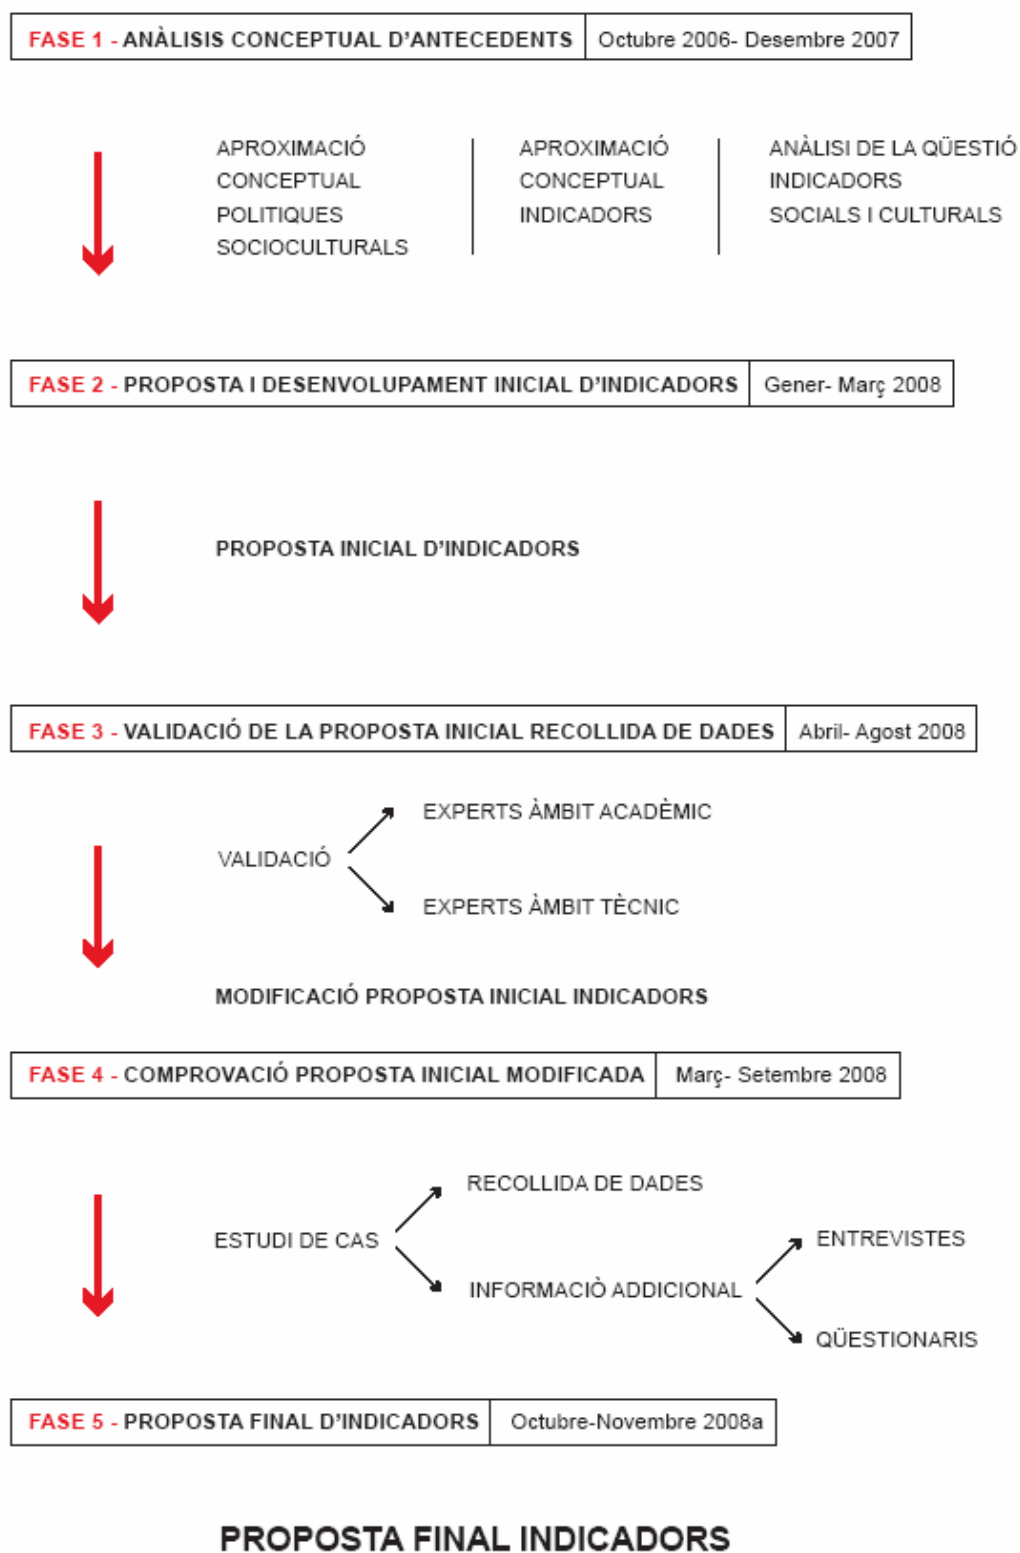 FASE 1 - ANÀLISIS CONCEPTUAL D'ANTECEDENTS Octubre 2006- Desembre 2007
APROXIMACIÓ
CONCEPTUAL
POLITIQUES
SOCIOCULTURALS
APROXIMACIÓ
CONCEPTUAL
INDICADORS
ANÀLISI DE LA QÜESTIÓ
INDICADORS
SOCIALS I CULTURALS
FASE 2 - PROPOSTA I DESENVOLUPAMENT INICIAL D'INDICADORS Gener- Març 2008
PROPOSTA INICIAL D'INDICADORS
FASE 3 - VALIDACIÓ DE LA PROPOSTA INICIAL RECOLLIDA DE DADES Abril- Agost 2008
EXPERTS ÀMBIT ACADÈMIC
VALIDACIÓ
EXPERTS ÀMBIT TÈCNIC
MODIFICACIÓ PROPOSTA INICIAL INDICADORS
FASE 4 - COMPROVACIÓ PROPOSTA INICIAL MODIFICADA Març- Setembre 2008
RECOLLIDA DE DADES
ESTUDI DE CAS
ENTREVISTES
INFORMACIÒ ADDICIONAL
QÜESTIONARIS
FASE 5 - PROPOSTA FINAL D'INDICADORS Octubre-Novembre 2008a
PROPOSTA FINAL INDICADORS